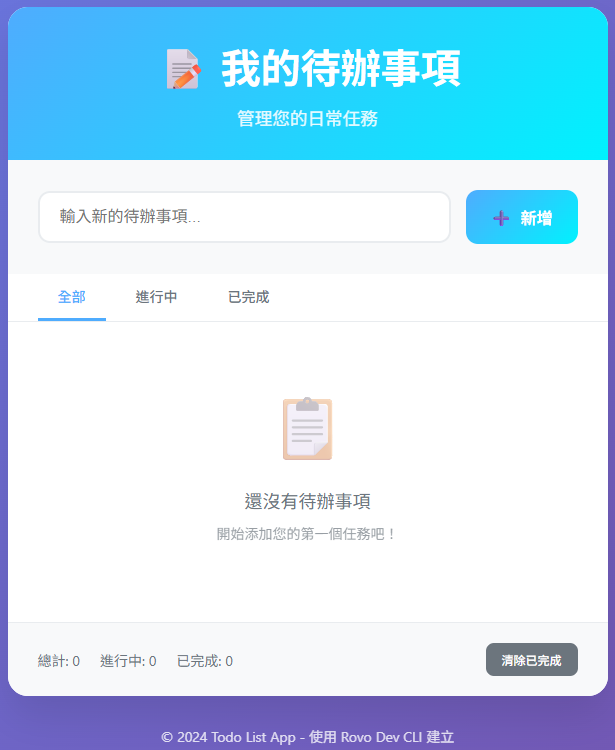 我的待辦事項
管理您的日常任務
輸入新的待辦事項...
新增
全部 進行中 已完成
還沒有待辦事項
開始添加您的第一個任務吧！
總計: 0 進行中: 0 已完成: 0
清除已完成
© 2024 Todo List App - 使用 Rovo Dev CLI 建立